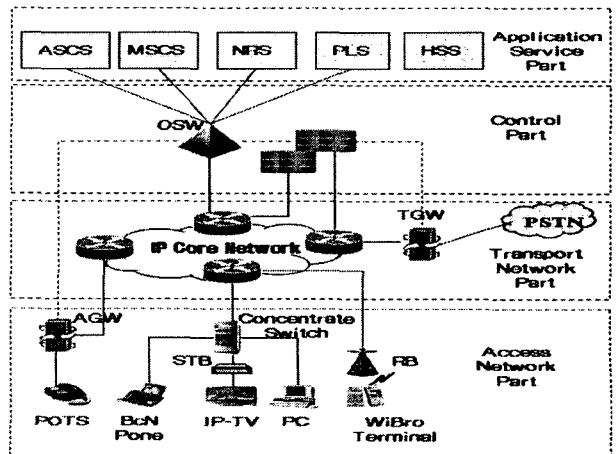 ASCS MSCS NRS PLS HSS
Application
Service
Part
OSW
Control
Part
TGW
PSTN
IP Core Network
Transport
Network
Part
AGW
Concentrate
Switch
STB
RB
Access
Network
Part
POTS
BcN
Pone
IP-TV
PC
WiBro
Terminal